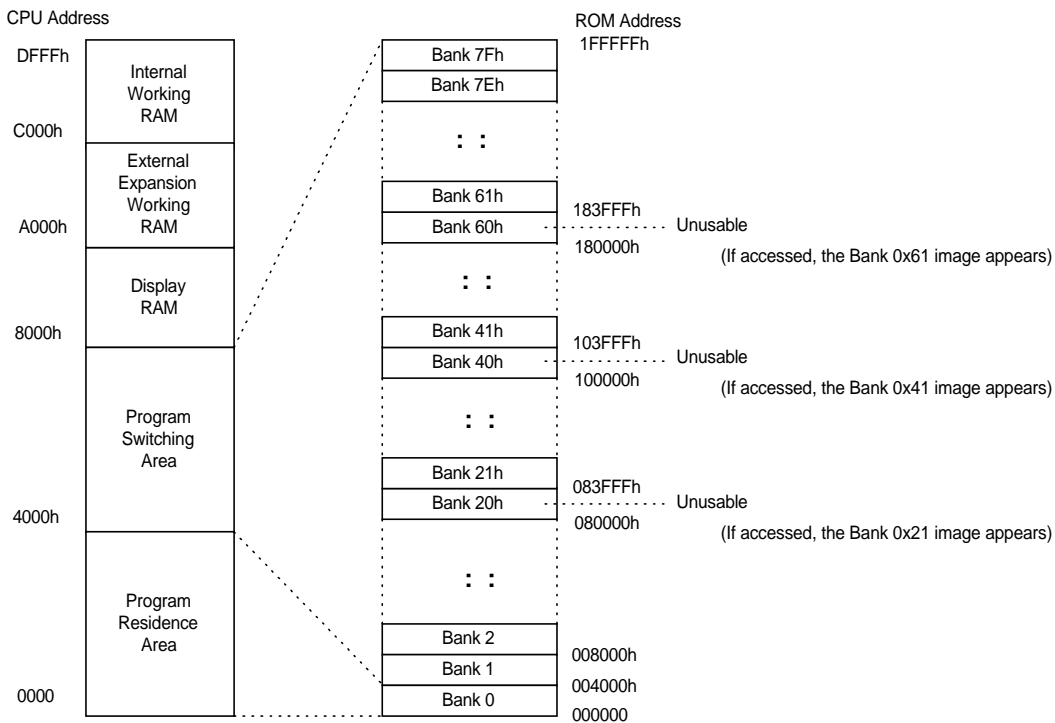 CPU Address
DFFFh
Internal
Working
RAM
C000h
External
Expansion
Working
RAM
A000h
Display
RAM
8000h
Program
Switching
Area
4000h
Program
Residence
Area
0000
ROM Address
1FFFFFh
Bank 7Fh
Bank 7Eh
: :
Bank 61h
183FFFh
Bank 60h
Unusable
180000h
(If accessed, the Bank 0x61 image appears)
: :
Bank 41h
103FFFh
Bank 40h
Unusable
100000h
(If accessed, the Bank 0x41 image appears)
: :
Bank 21h
083FFFh
Bank 20h
Unusable
080000h
(If accessed, the Bank 0x21 image appears)
: :
Bank 2
008000h
Bank 1
004000h
Bank 0
000000